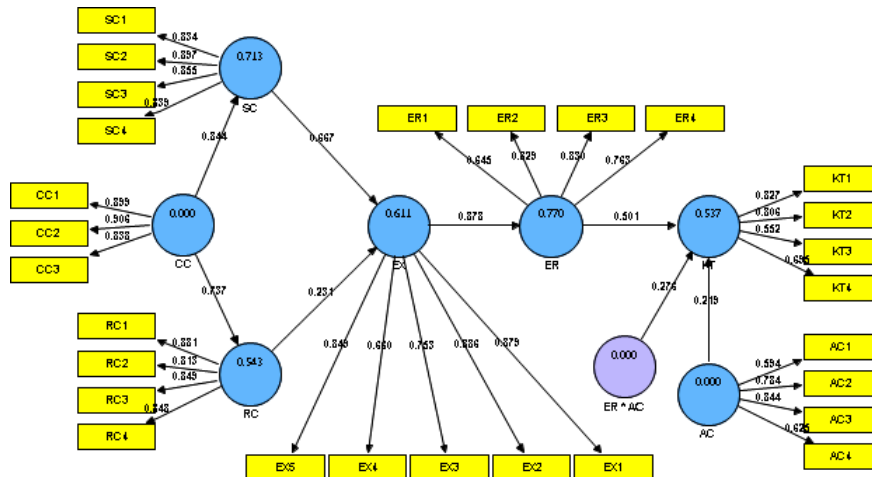 SC1
SC2
SC3
SC4
0.834
0.897
0.855
0.839
0.713
SC
0.844
0.667
CC1
CC2
CC3
0.899
0.906
0.838
0.000
CC
0.737
RC1
RC2
RC3
RC4
0.881
0.813
0.849
0.848
0.543
RC
0.231
ER1
ER2
ER3
ER4
0.645
0.829
0.830
0.763
0.611
EX
0.878
0.770
ER
0.501
0.537
KT
0.827
0.806
0.552
0.695
KT1
KT2
KT3
KT4
0.849
0.660
0.753
0.886
0.879
EX5
EX4
EX3
EX2
EX1
0.276
0.219
0.000
ER * AC
0.000
AC
0.594
0.784
0.844
0.625
AC1
AC2
AC3
AC4